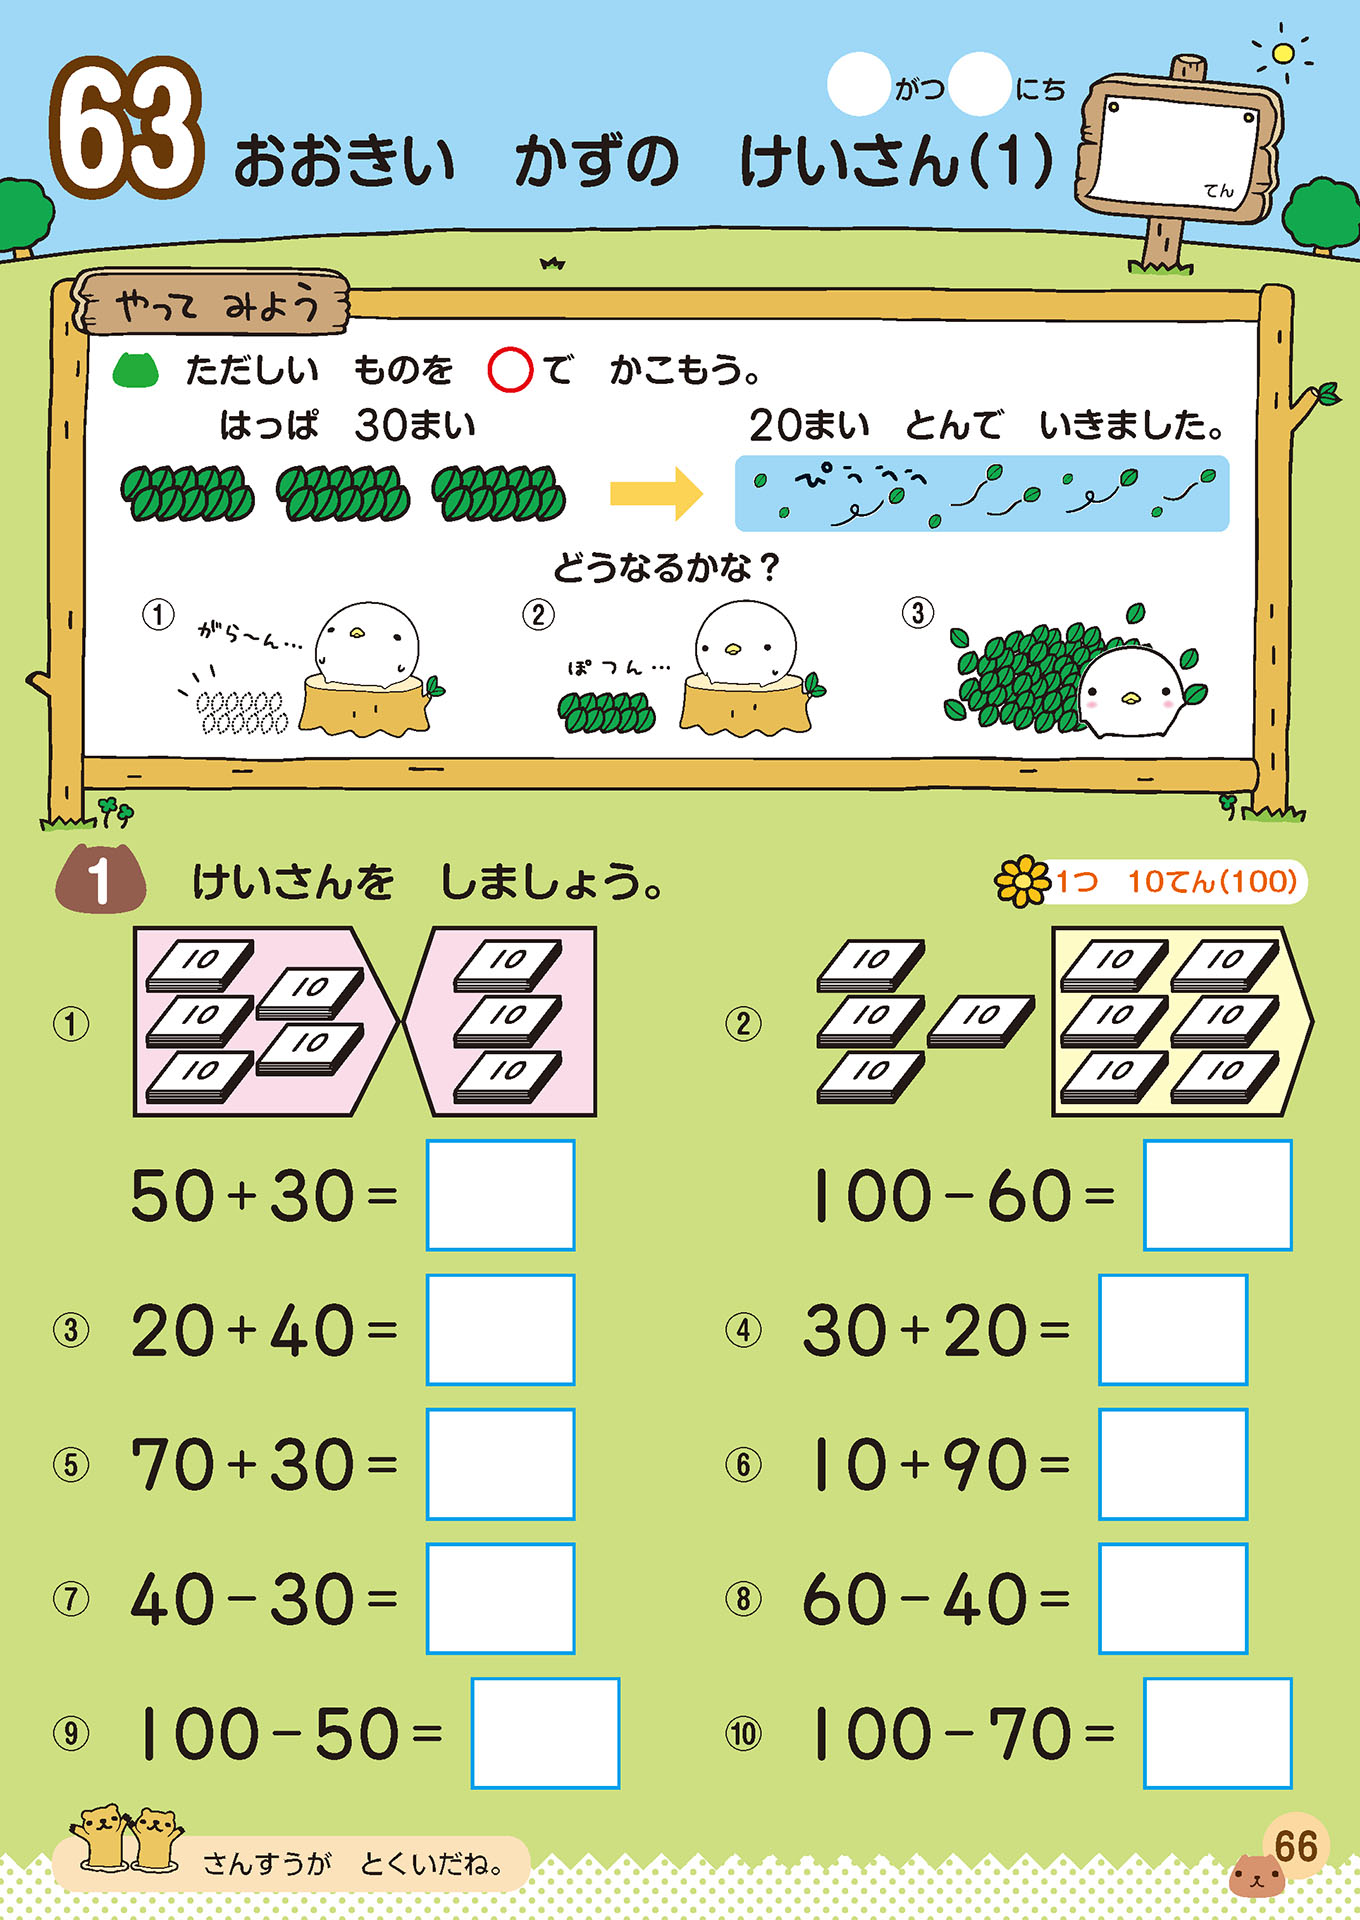 63
がつ にち
おおきい かずの けいさん(1)
てん
やって みよう
ただしい ものを ○で かこもう。
はっぱ 30まい
20まい とんで いきました。
ぴゅぅぅぅ
どうなるかな？
① がら〜ん…
② ぽつん…
③
1 けいさんを しましょう。
1つ 10てん(100)
①
10 10 10 10 10
10 10 10
②
10 10 10 10
10 10 10 10 10 10
50+30=
100-60=
③ 20+40=
④ 30+20=
⑤ 70+30=
⑥ 10+90=
⑦ 40-30=
⑧ 60-40=
⑨ 100-50=
⑩ 100-70=
さんすうが とくいだね。
66